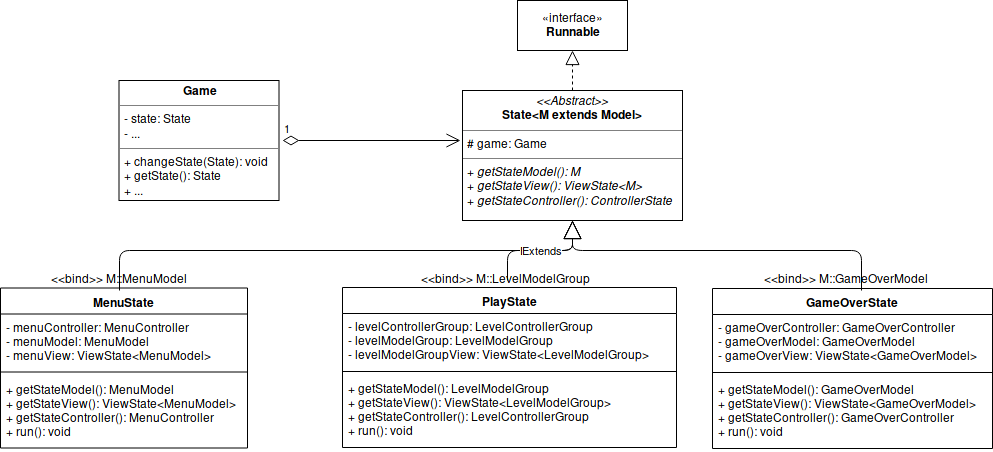 «interface»
Runnable
Game
- state: State
- ...
+ changeState(State): void
+ getState(): State
+ ...
1
<<Abstract>>
State<M extends Model>
# game: Game
+ getStateModel(): M
+ getStateView(): ViewState<M>
+ getStateController(): ControllerState
Extends
<<bind>> M::MenuModel
MenuState
- menuController: MenuController
- menuModel: MenuModel
- menuView: ViewState<MenuModel>
+ getStateModel(): MenuModel
+ getStateView(): ViewState<MenuModel>
+ getStateController(): MenuController
+ run(): void
<<bind>> M::LevelModelGroup
PlayState
- levelControllerGroup: LevelControllerGroup
- levelModelGroup: LevelModelGroup
- levelModelGroupView: ViewState<LevelModelGroup>
+ getStateModel(): LevelModelGroup
+ getStateView(): ViewState<LevelModelGroup>
+ getStateController(): LevelControllerGroup
+ run(): void
<<bind>> M::GameOverModel
GameOverState
- gameOverController: GameOverController
- gameOverModel: GameOverModel
- gameOverView: ViewState<GameOverModel>
+ getStateModel(): GameOverModel
+ getStateView(): ViewState<GameOverModel>
+ getStateController(): GameOverController
+ run(): void